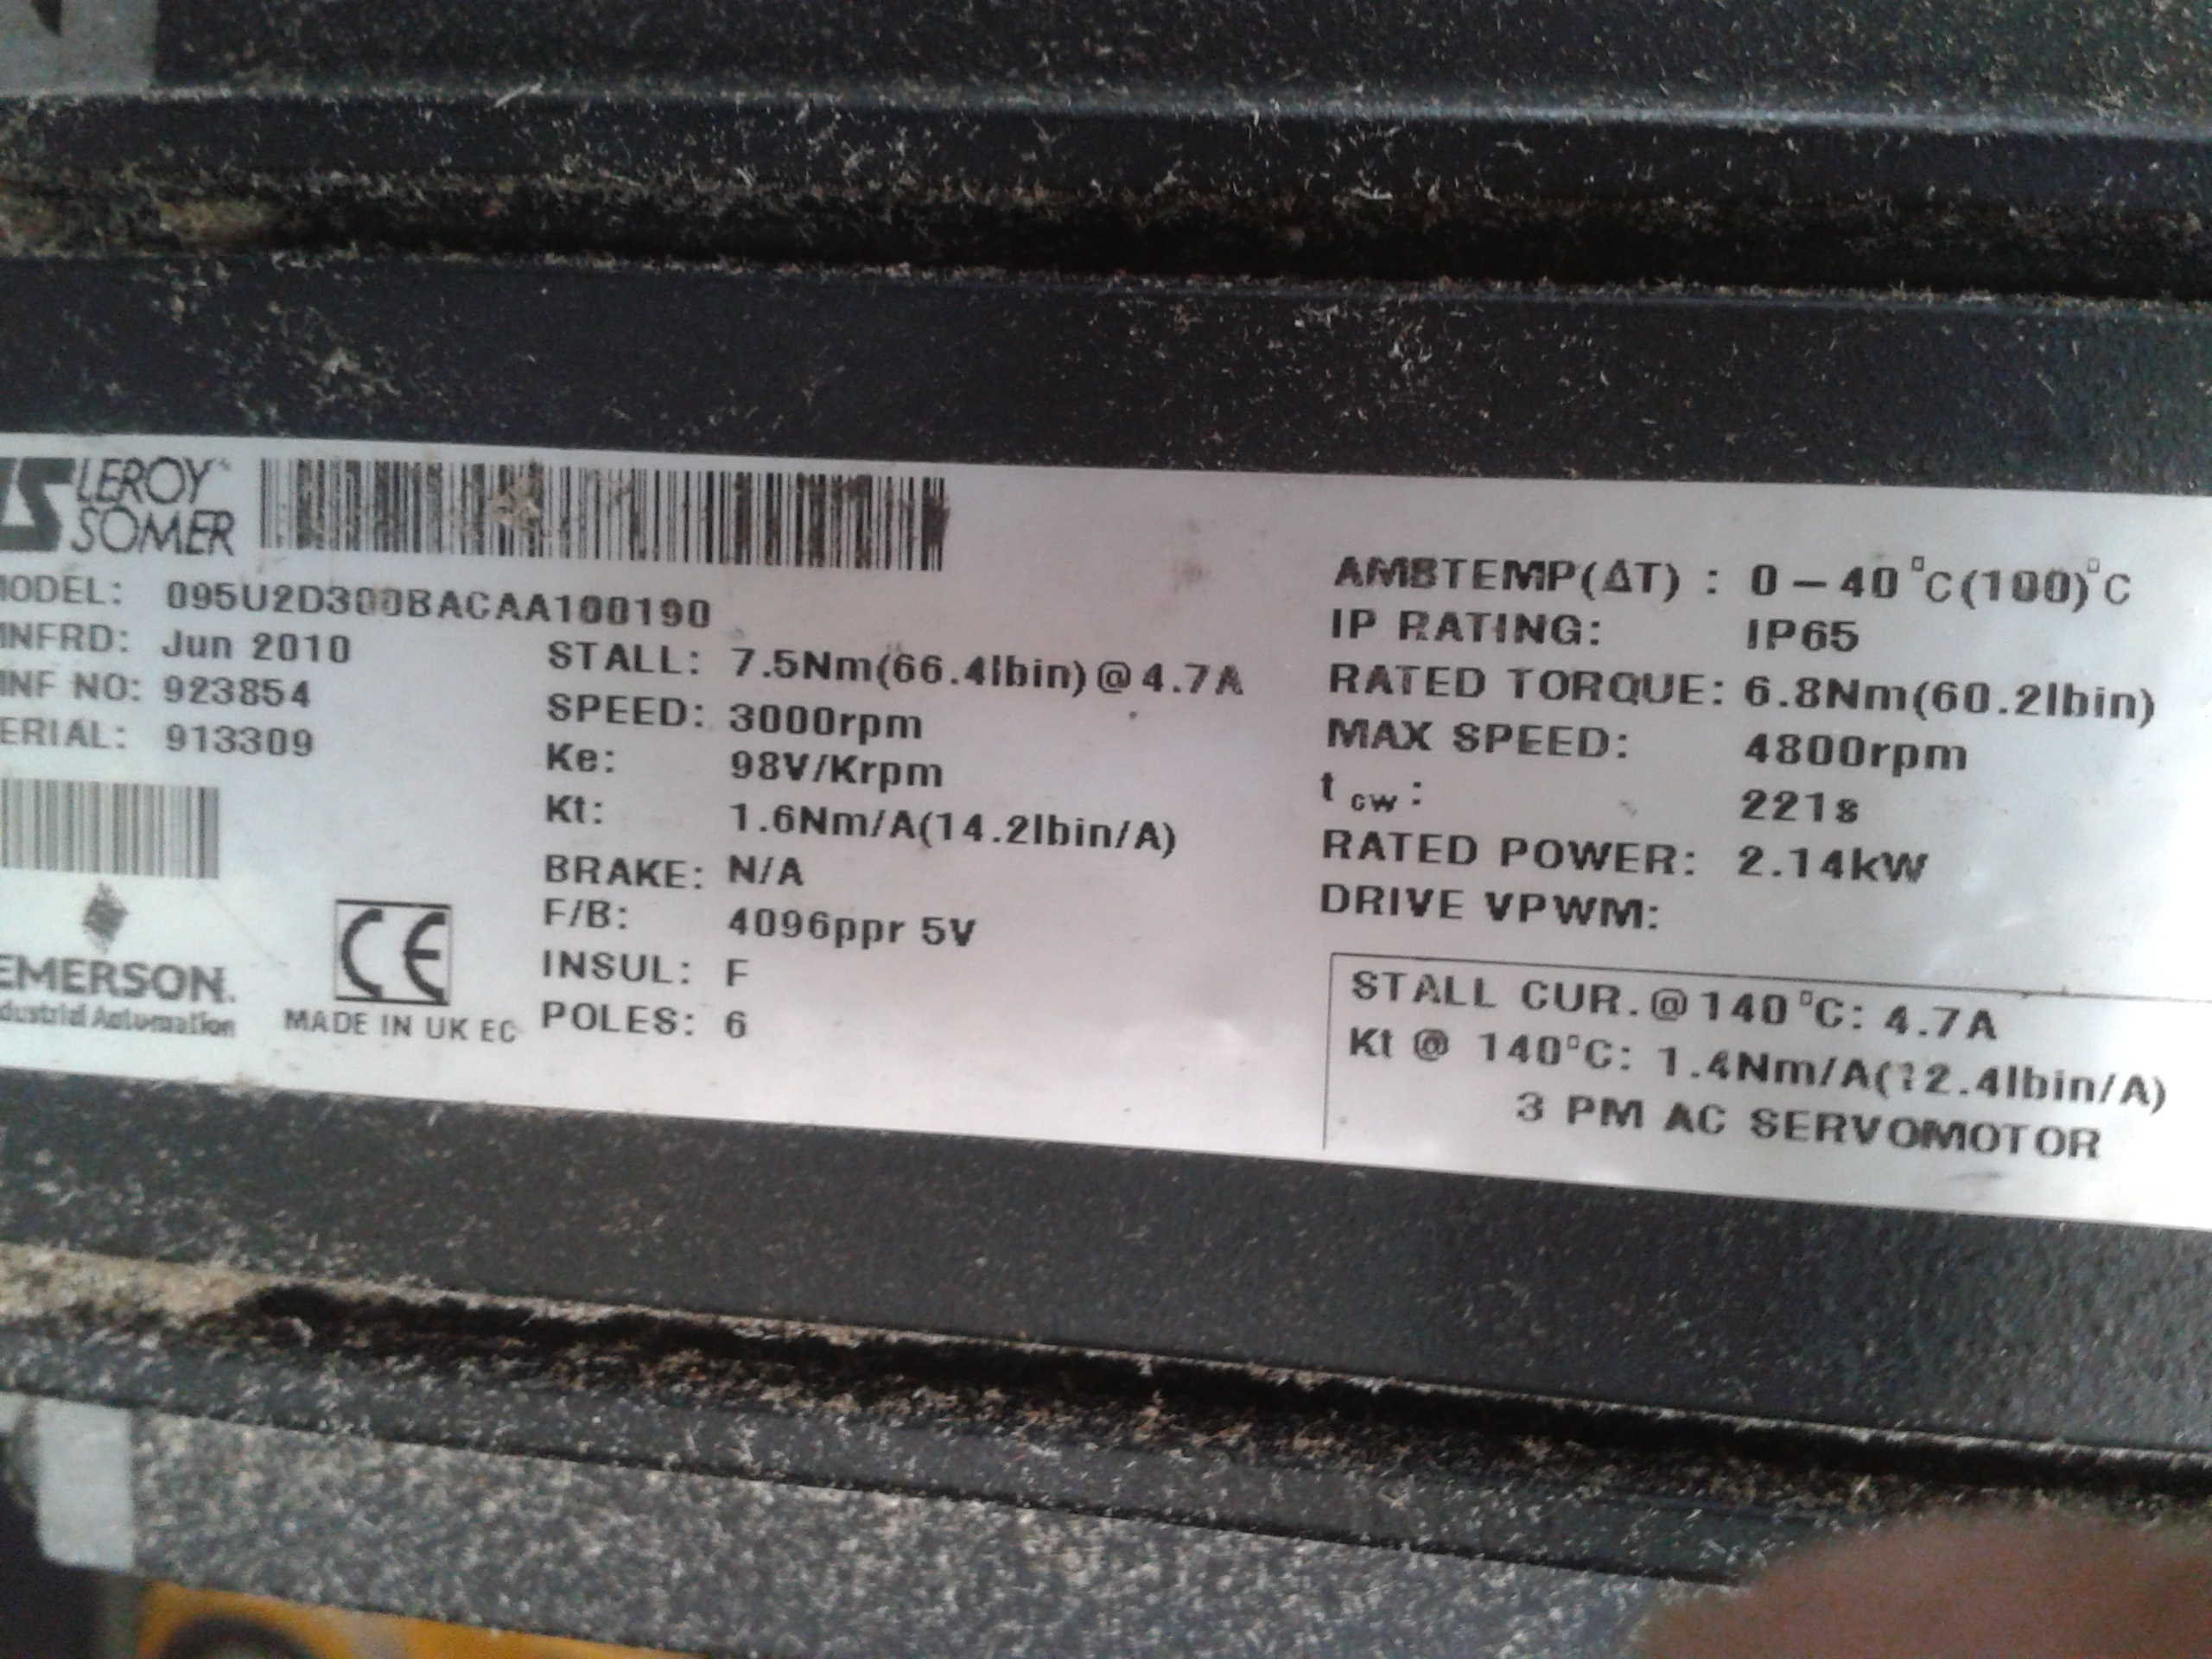 LEROY
SOMER
MODEL: 095U2D300BACAA100190
MNFRD: Jun 2010
MNF NO: 923854
SERIAL: 913309
EMERSON.
Industrial Automation
CE
MADE IN UK EC
STALL: 7.5Nm(66.4lbin)@4.7A
SPEED: 3000rpm
Ke: 98V/Krpm
Kt: 1.6Nm/A(14.2lbin/A)
BRAKE: N/A
F/B: 4096ppr 5V
INSUL: F
POLES: 6
AMBTEMP(ΔT) : 0-40°C(100)°C
IP RATING: IP65
RATED TORQUE: 6.8Nm(60.2lbin)
MAX SPEED: 4800rpm
t cw : 221s
RATED POWER: 2.14kW
DRIVE VPWM:
STALL CUR.@140°C: 4.7A
Kt @ 140°C: 1.4Nm/A(12.4lbin/A)
3 PM AC SERVOMOTOR